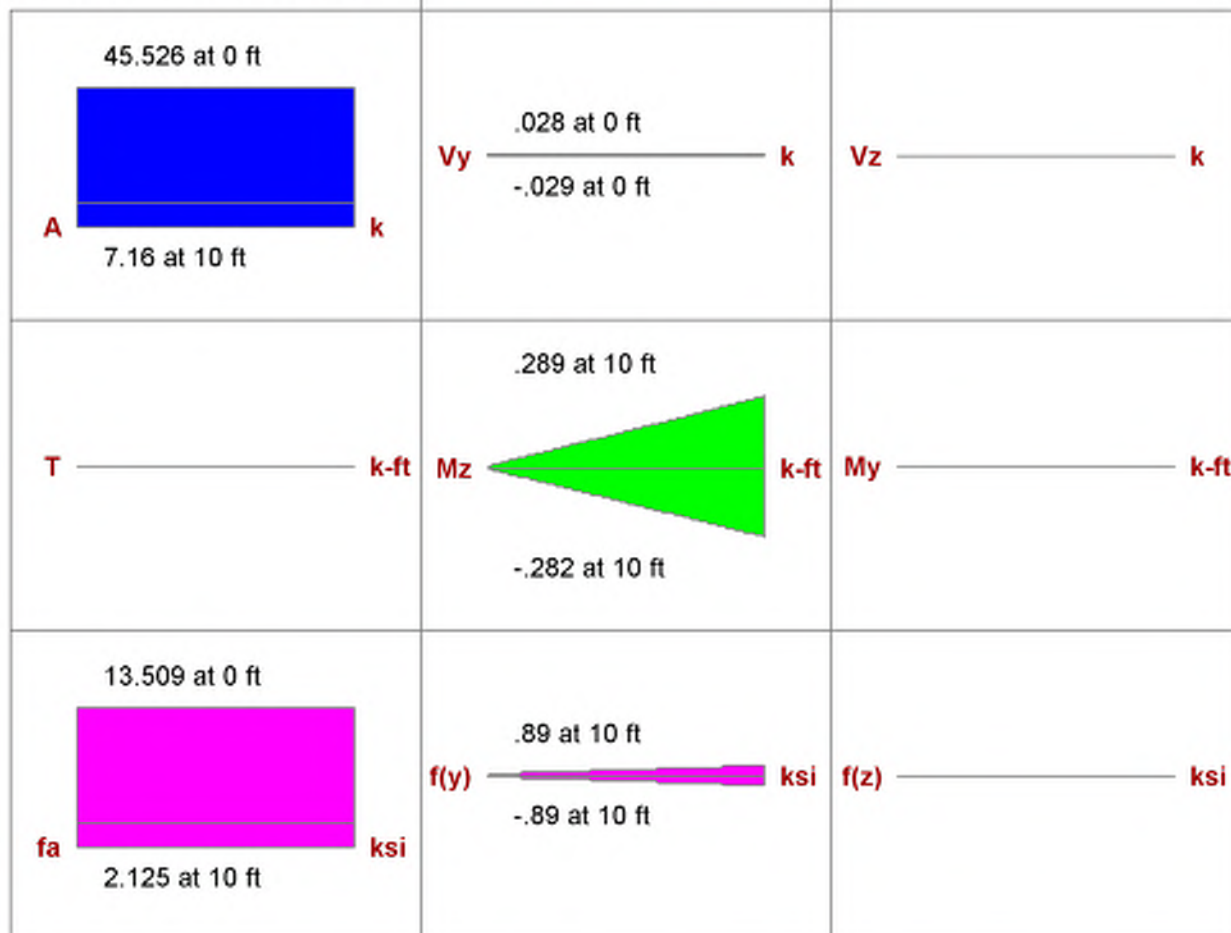 45.526 at 0 ft
A
k
7.16 at 10 ft
.028 at 0 ft
Vy
k
-.029 at 0 ft
Vz
k
T
k-ft
.289 at 10 ft
Mz
k-ft
-.282 at 10 ft
My
k-ft
13.509 at 0 ft
fa
ksi
2.125 at 10 ft
.89 at 10 ft
f(y)
ksi
-.89 at 10 ft
f(z)
ksi